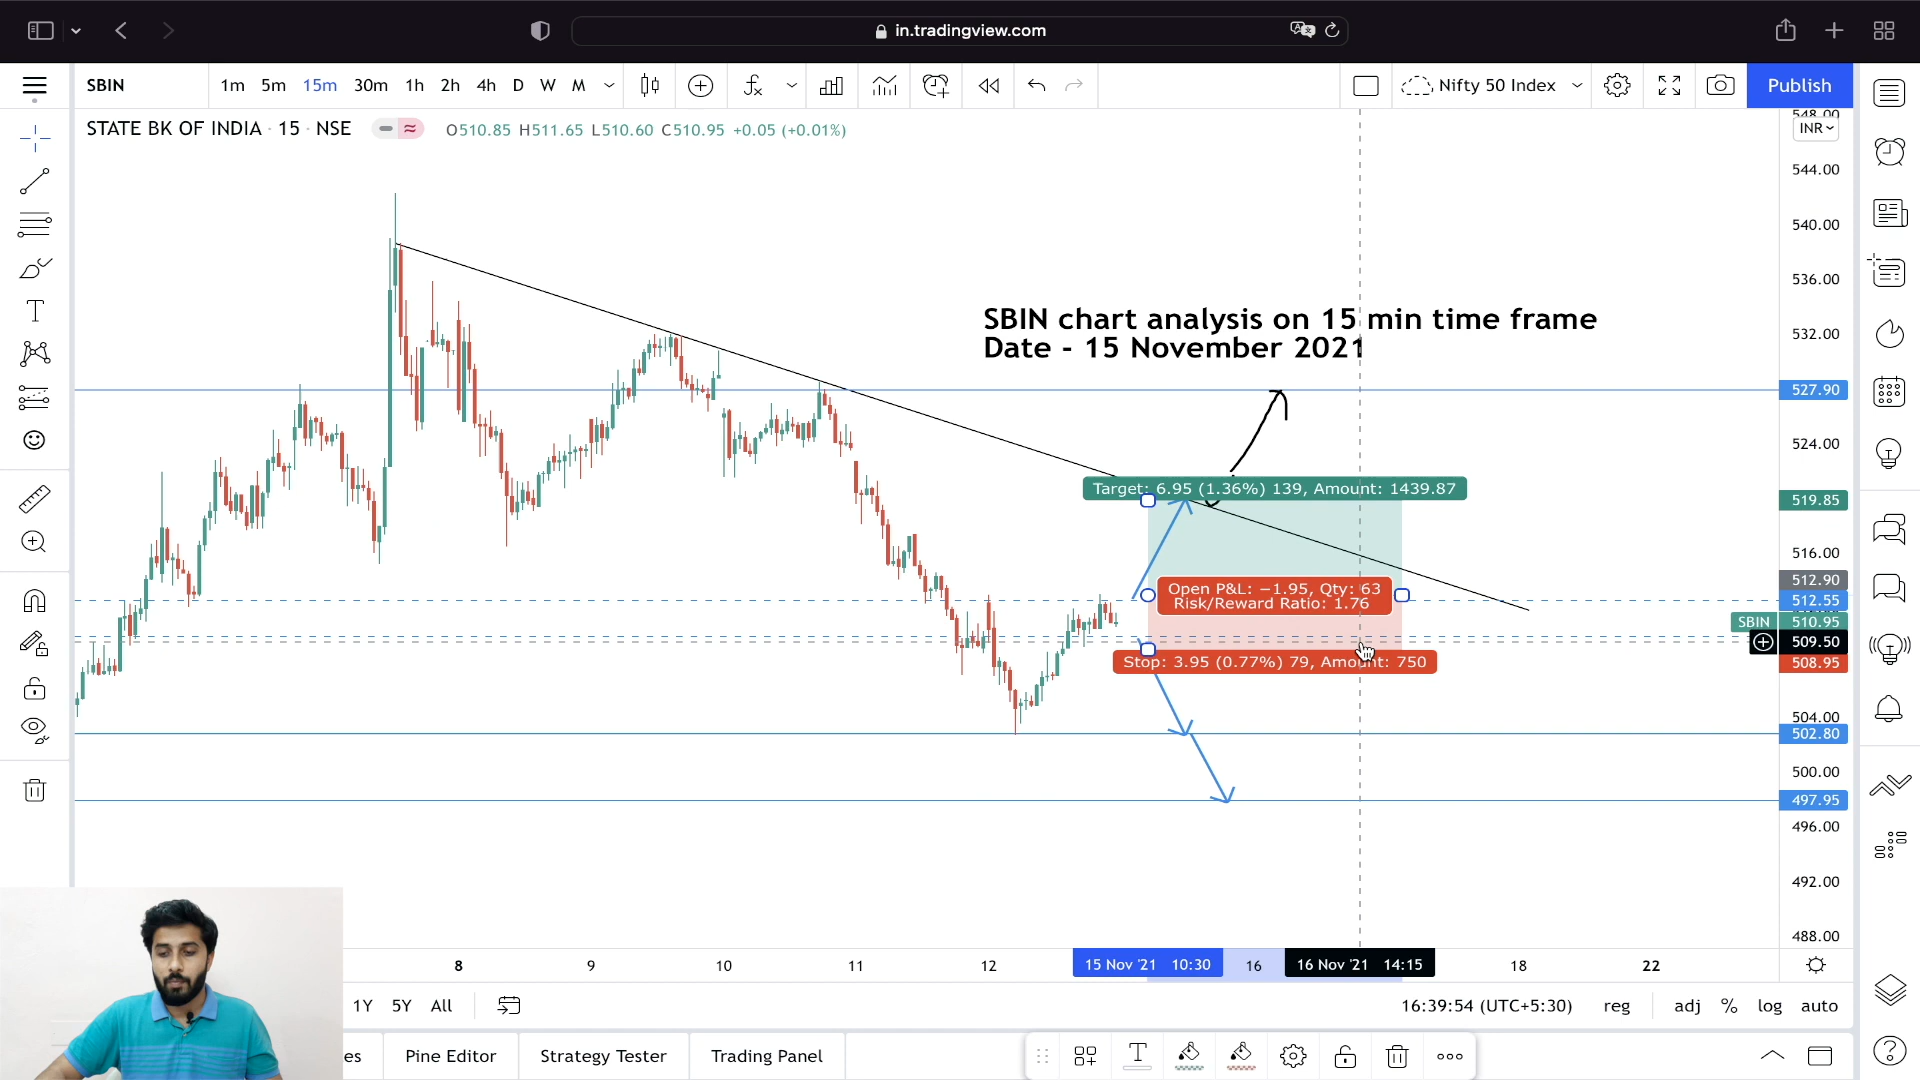 in.tradingview.com
SBIN
1m 5m 15m 30m 1h 2h 4h D W M
Nifty 50 Index
Publish
STATE BK OF INDIA · 15 · NSE
O510.85 H511.65 L510.60 C510.95 +0.05 (+0.01%)
INR
544.00
540.00
536.00
SBIN chart analysis on 15 min time frame
532.00
Date - 15 November 2021
527.90
524.00
Target: 6.95 (1.36%) 139, Amount: 1439.87
519.85
516.00
512.90
Open P&L: −1.95, Qty: 63
512.55
Risk/Reward Ratio: 1.76
SBIN 510.95
509.50
Stop: 3.95 (0.77%) 79, Amount: 750
508.95
504.00
502.80
500.00
497.95
496.00
492.00
488.00
8 9 10 11 12 15 Nov '21 10:30 16 16 Nov '21 14:15 18 22
1Y 5Y All
16:39:54 (UTC+5:30) reg adj % log auto
es Pine Editor Strategy Tester Trading Panel